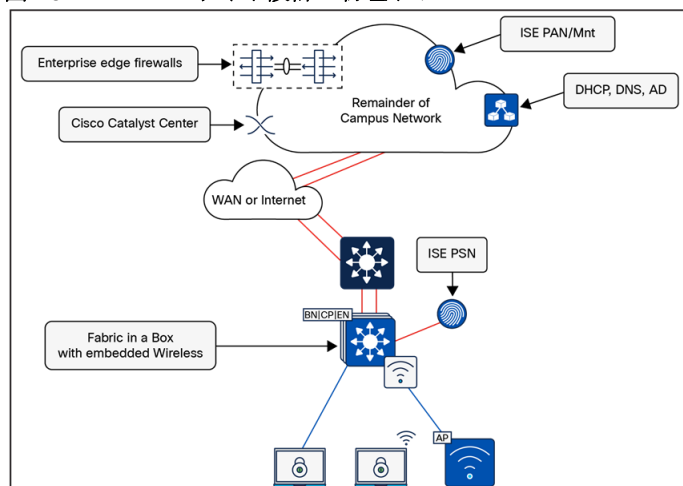 ISE PAN/Mnt
Enterprise edge firewalls
DHCP, DNS, AD
Remainder of
Campus Network
Cisco Catalyst Center
WAN or Internet
ISE PSN
BN|CP|EN
Fabric in a Box
with embedded Wireless
AP